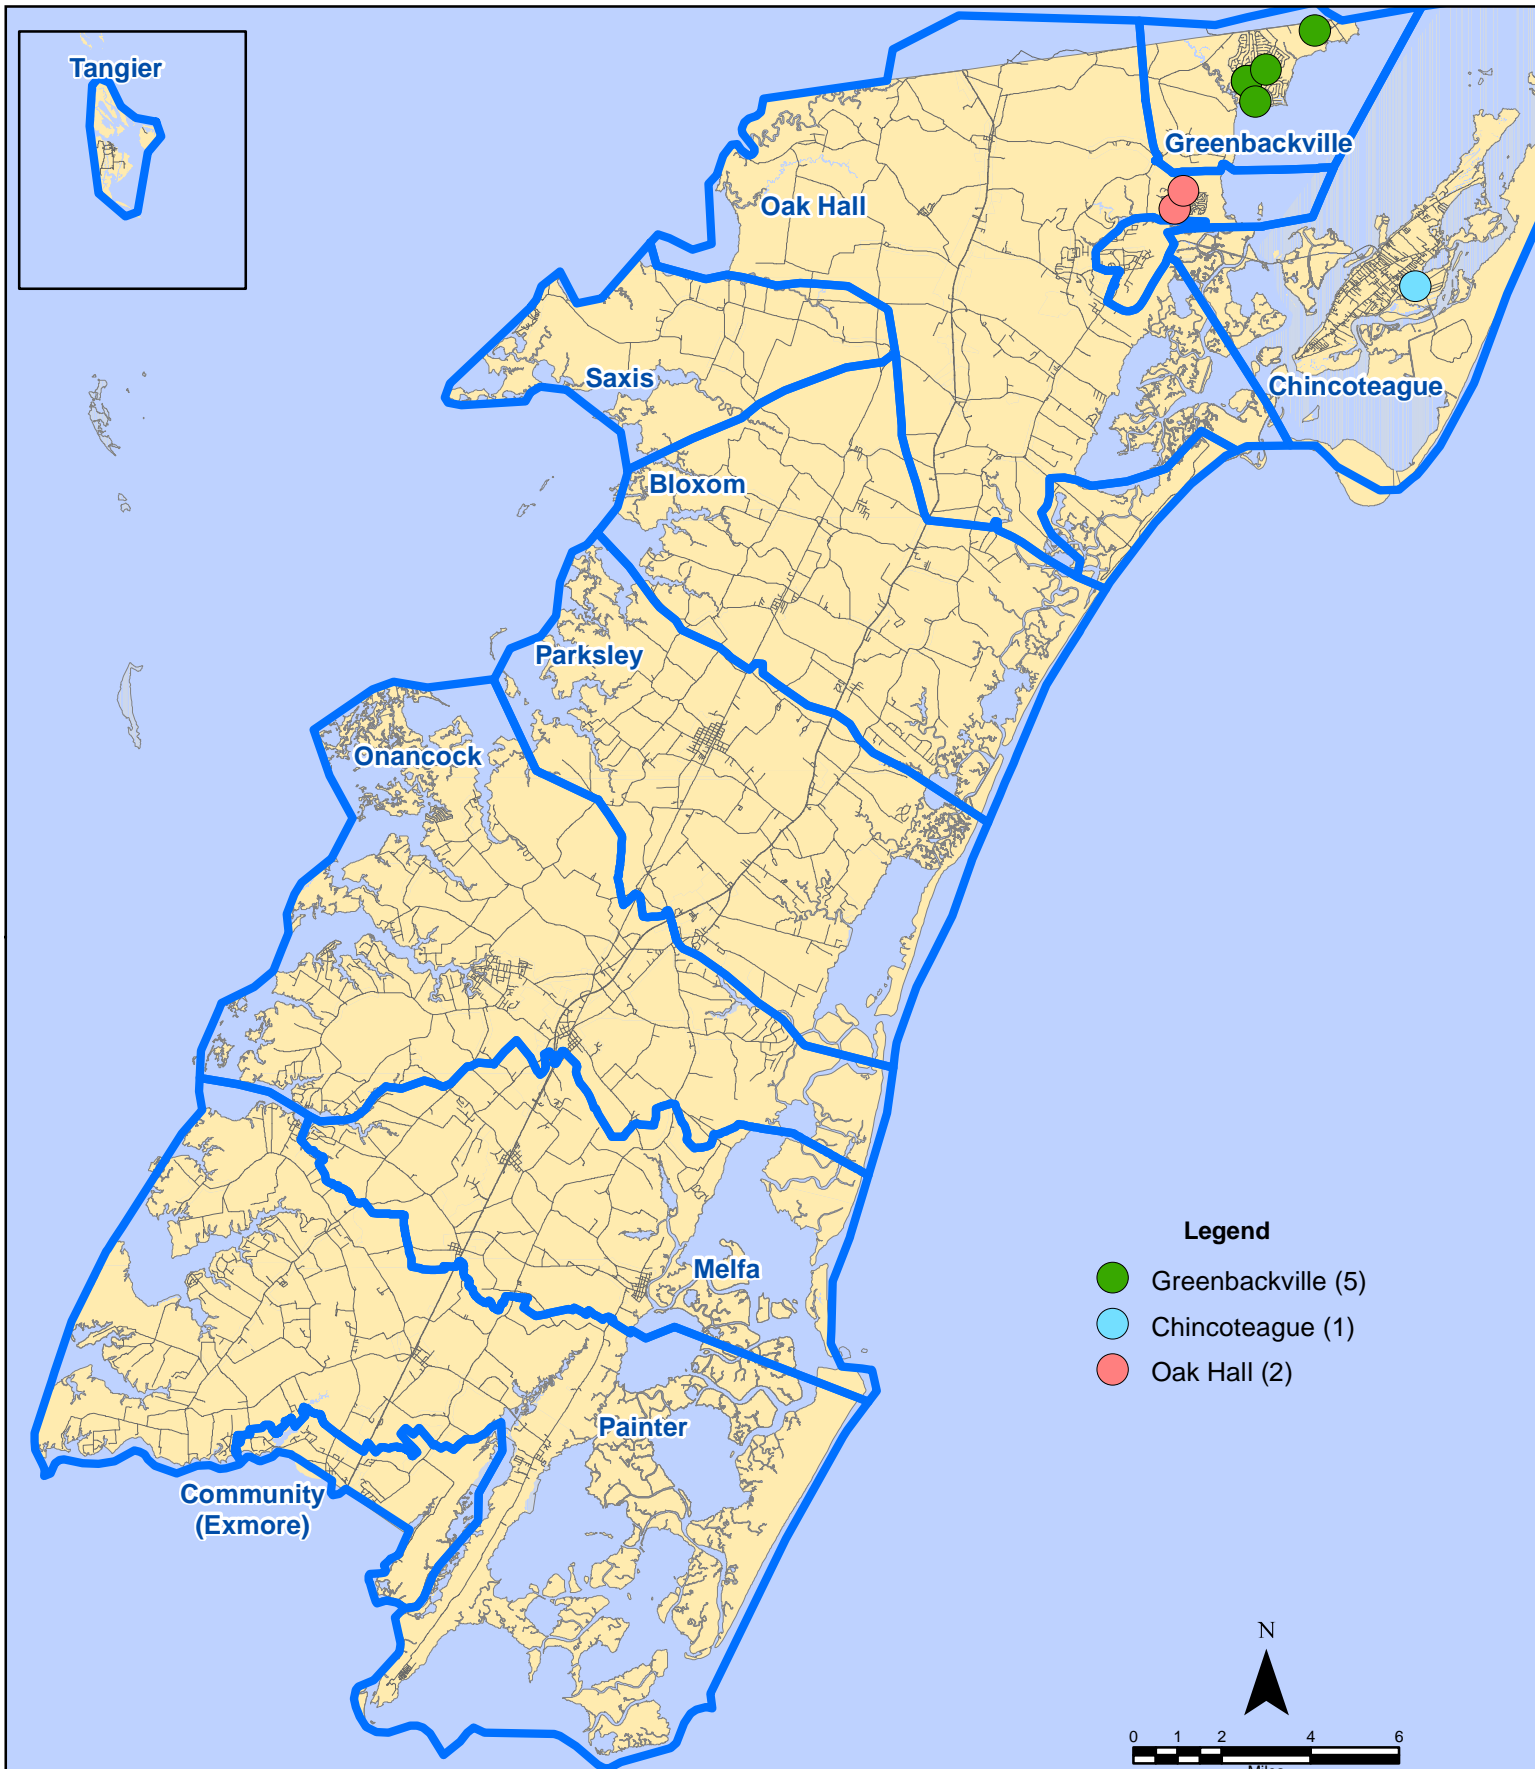 Tangier
Greenbackville
Oak Hall
Saxis
Chincoteague
Bloxom
Parksley
Onancock
Melfa
Painter
Community
(Exmore)
Legend
Greenbackville (5)
Chincoteague (1)
Oak Hall (2)
N
0 1 2 4 6
Miles